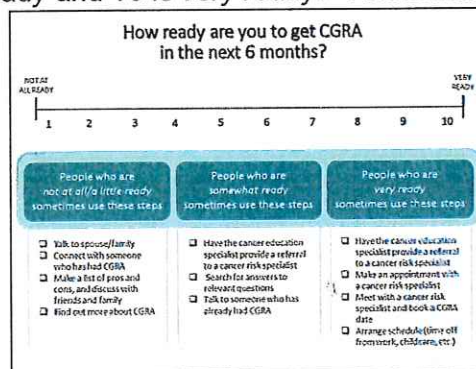 How ready are you to get CGRA
in the next 6 months?
NOT AT
ALL READY
VERY
READY
1 2 3 4 5 6 7 8 9 10
People who are
not at all/a little ready
sometimes use these steps
❑ Talk to spouse/family
❑ Connect with someone
who has had CGRA
❑ Make a list of pros and
cons, and discuss with
friends and family
❑ Find out more about CGRA
People who are
somewhat ready
sometimes use these steps
❑ Have the cancer education
specialist provide a referral
to a cancer risk specialist
❑ Search for answers to
relevant questions
❑ Talk to someone who has
already had CGRA
People who are
very ready
sometimes use these steps
❑ Have the cancer education
specialist provide a referral
to a cancer risk specialist
❑ Make an appointment with
a cancer risk specialist
❑ Meet with a cancer risk
specialist and book a CGRA
date
❑ Arrange schedule (time off
from work, childcare, etc.)